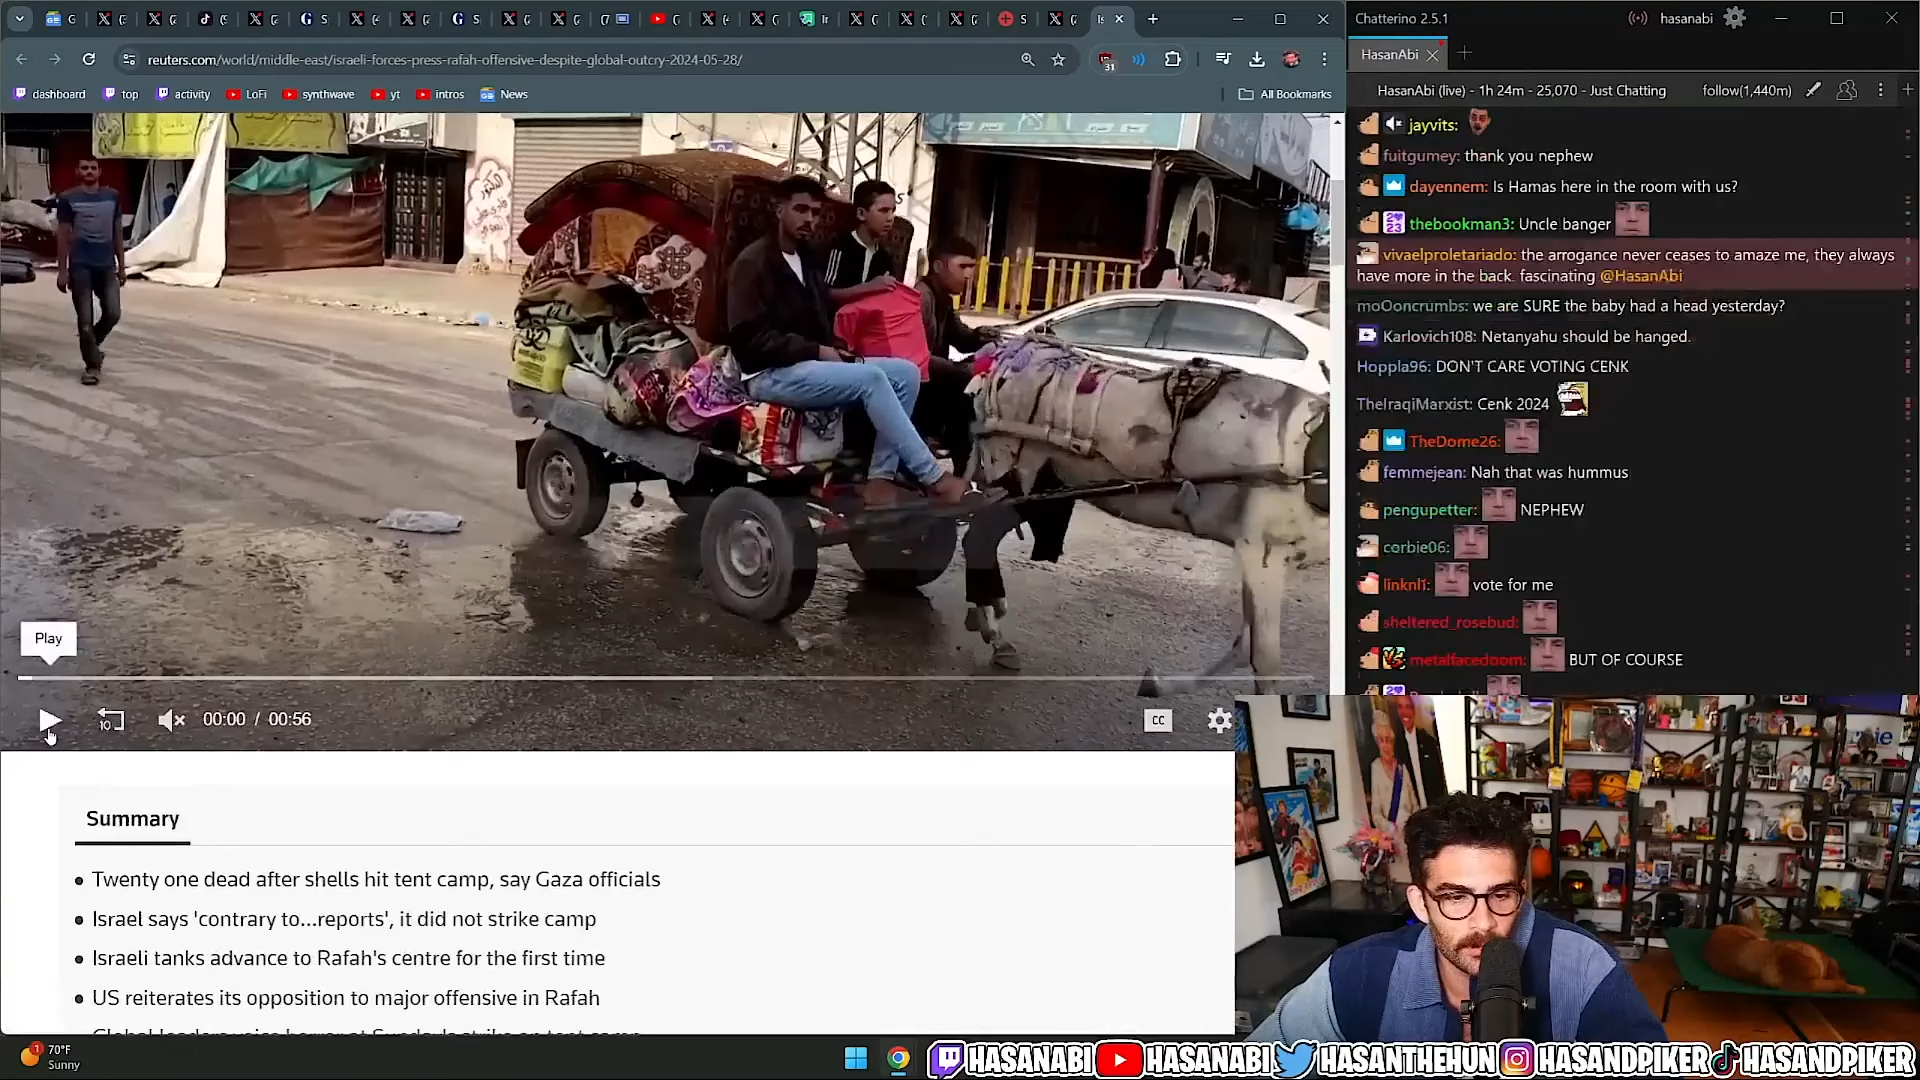 reuters.com/world/middle-east/israeli-forces-press-rafah-offensive-despite-global-outcry-2024-05-28/
31
dashboard
top
activity
LoFi
synthwave
yt
intros
News
All Bookmarks
Play
10
00:00 / 00:56
CC
Summary
Twenty one dead after shells hit tent camp, say Gaza officials
Israel says 'contrary to...reports', it did not strike camp
Israeli tanks advance to Rafah's centre for the first time
US reiterates its opposition to major offensive in Rafah
Chatterino 2.5.1
hasanabi
HasanAbi
HasanAbi (live) - 1h 24m - 25,070 - Just Chatting
follow(1,440m)
jayvits:
fuitgumey: thank you nephew
dayennem: Is Hamas here in the room with us?
thebookman3: Uncle banger
vivaelproletariado: the arrogance never ceases to amaze me, they always
have more in the back. fascinating @HasanAbi
moOoncrumbs: we are SURE the baby had a head yesterday?
Karlovich108: Netanyahu should be hanged.
Hoppla96: DON'T CARE VOTING CENK
TheIraqiMarxist: Cenk 2024
TheDome26:
femmejean: Nah that was hummus
pengupetter: NEPHEW
corbie06:
linknl1: vote for me
sheltered_rosebud:
metalfacedoom: BUT OF COURSE
1
70°F
Sunny
HASANABI
HASANABI
HASANTHEHUN
HASANDPIKER
HASANDPIKER